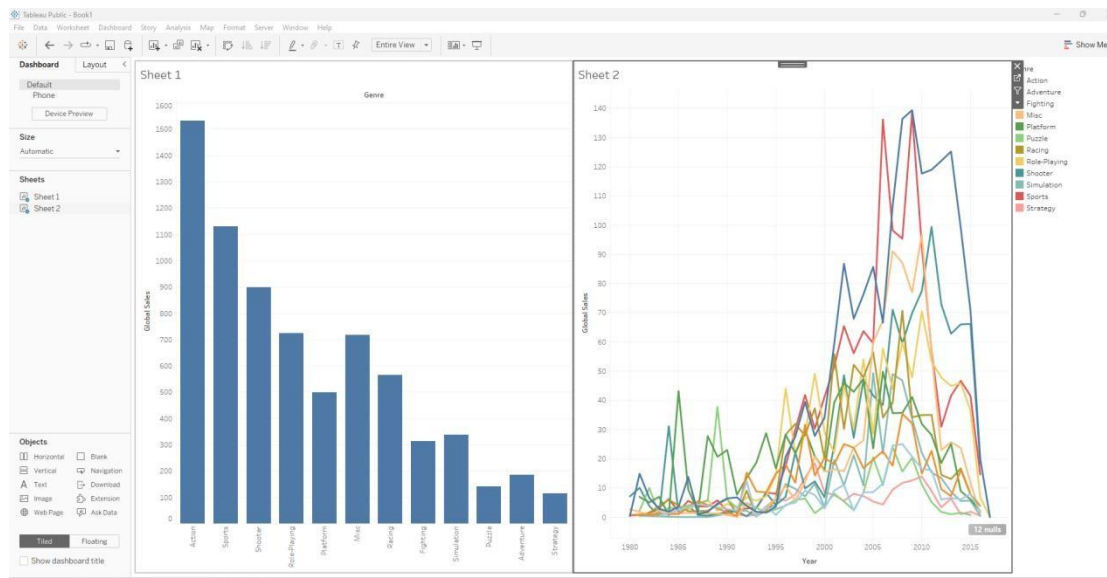 Tableau Public - Book1
File Data Worksheet Dashboard Story Analysis Map Format Server Window Help
Entire View
Show Me
Dashboard Layout
Default
Phone
Device Preview
Size
Automatic
Sheets
Sheet 1
Sheet 2
Objects
Horizontal Blank
Vertical Navigation
Text Download
Image Extension
Web Page Ask Data
Tiled Floating
Show dashboard title
Sheet 1
Genre
1600
1500
1400
1300
1200
1100
1000
900
800
700
600
500
400
300
200
100
0
Global Sales
Action
Sports
Shooter
Role-Playing
Platform
Misc
Racing
Fighting
Simulation
Puzzle
Adventure
Strategy
Sheet 2
140
130
120
110
100
90
80
70
60
50
40
30
20
10
0
Global Sales
1980 1985 1990 1995 2000 2005 2010 2015
Year
12 nulls
nre
Action
Adventure
Fighting
Misc
Platform
Puzzle
Racing
Role-Playing
Shooter
Simulation
Sports
Strategy